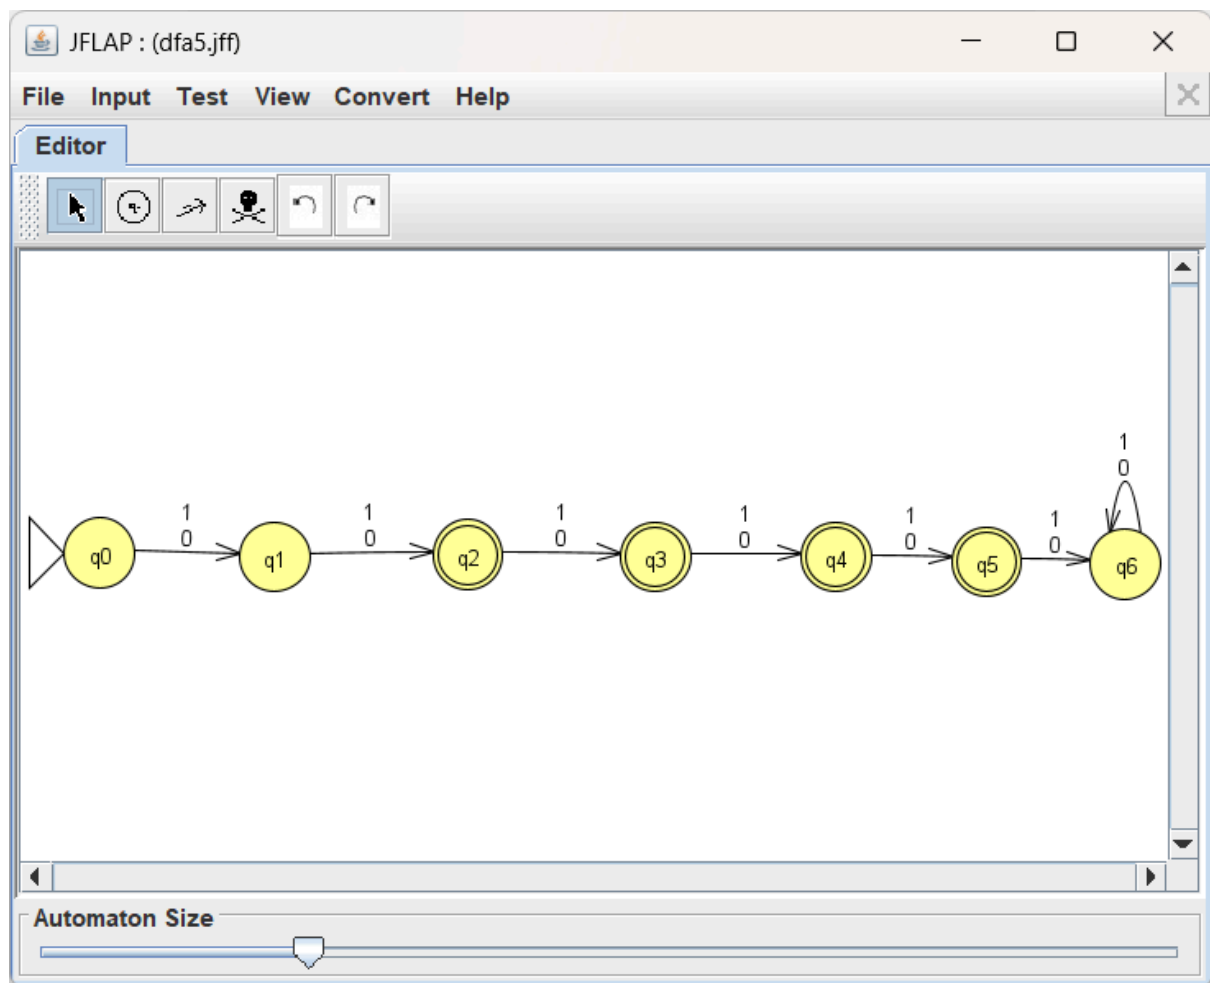 JFLAP : (dfa5.jff)
File Input Test View Convert Help
Editor
1
0
1 1 1 1 1 1
0 0 0 0 0 0
q0 q1 q2 q3 q4 q5 q6
Automaton Size